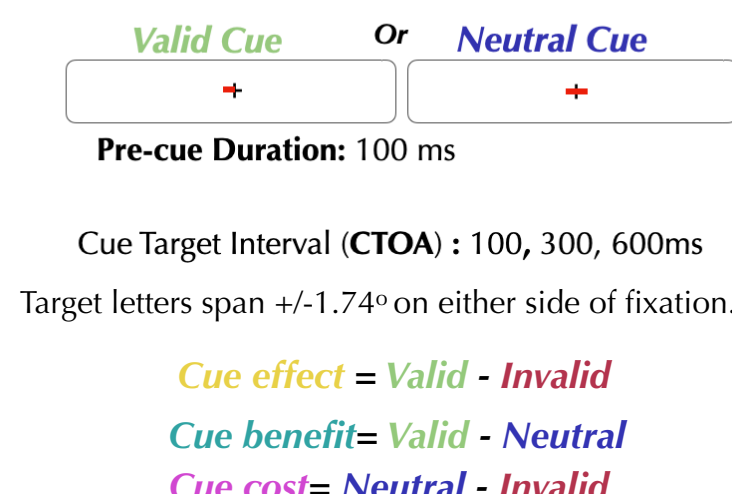 Valid Cue Or Neutral Cue
Pre-cue Duration: 100 ms
Cue Target Interval (CTOA) : 100, 300, 600ms
Target letters span +/-1.74º on either side of fixation.
Cue effect = Valid - Invalid
Cue benefit= Valid - Neutral
Cue cost= Neutral - Invalid